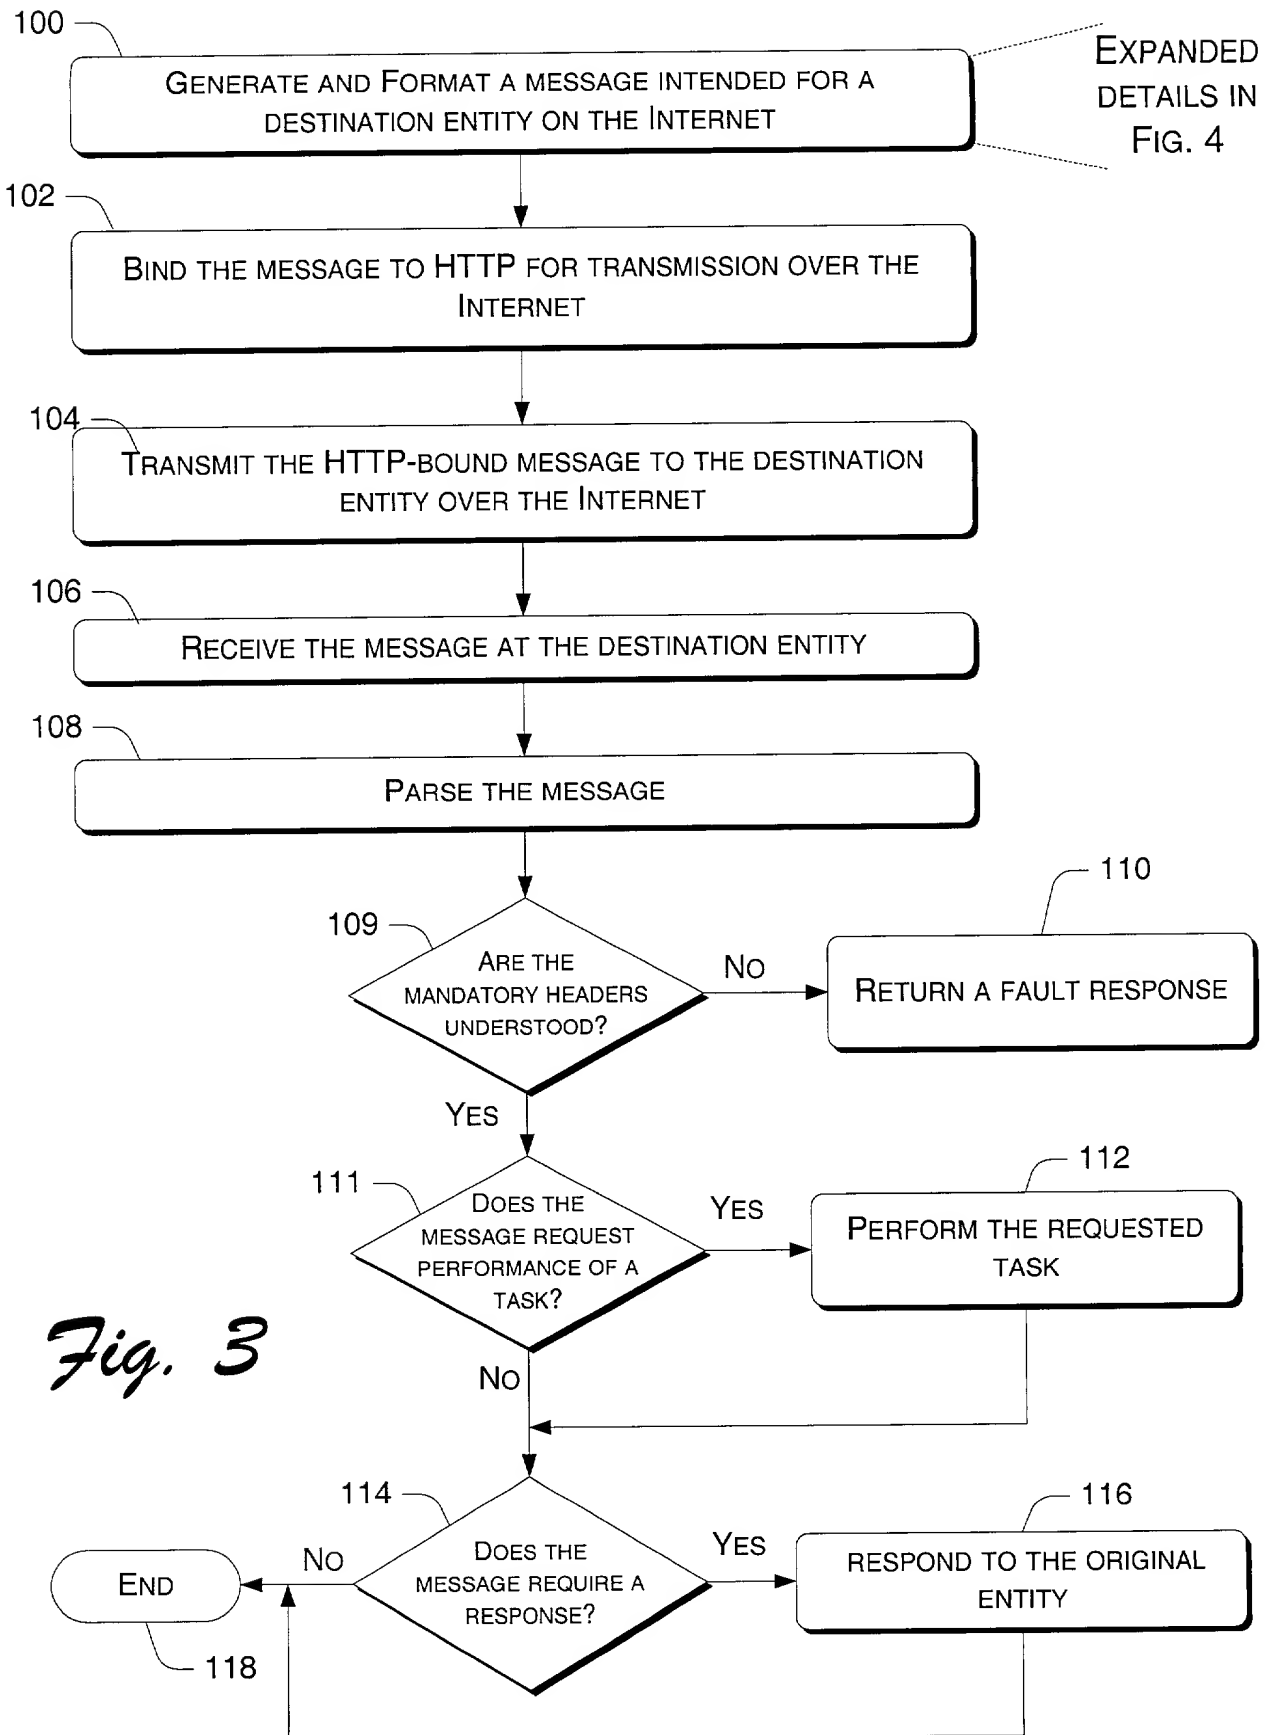 100
GENERATE AND FORMAT A MESSAGE INTENDED FOR A
DESTINATION ENTITY ON THE INTERNET
EXPANDED
DETAILS IN
FIG. 4
102
BIND THE MESSAGE TO HTTP FOR TRANSMISSION OVER THE
INTERNET
104
TRANSMIT THE HTTP-BOUND MESSAGE TO THE DESTINATION
ENTITY OVER THE INTERNET
106
RECEIVE THE MESSAGE AT THE DESTINATION ENTITY
108
PARSE THE MESSAGE
109
ARE THE
MANDATORY HEADERS
UNDERSTOOD?
NO
110
RETURN A FAULT RESPONSE
YES
111
DOES THE
MESSAGE REQUEST
PERFORMANCE OF A
TASK?
YES
112
PERFORM THE REQUESTED
TASK
Fig. 3
NO
114
DOES THE
MESSAGE REQUIRE A
RESPONSE?
YES
116
RESPOND TO THE ORIGINAL
ENTITY
NO
END
118